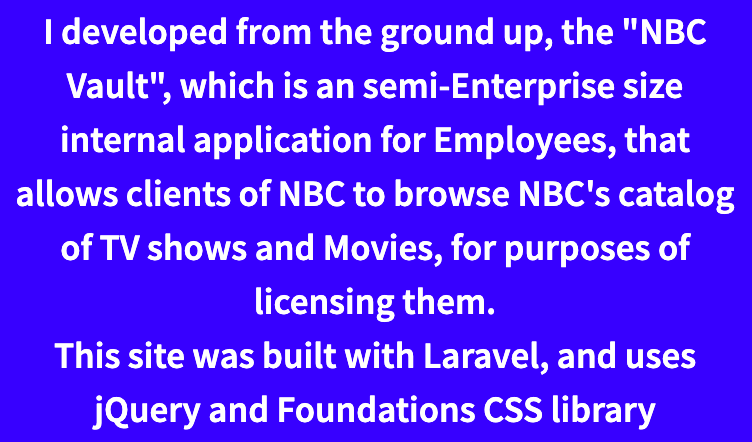 I developed from the ground up, the "NBC
Vault", which is an semi-Enterprise size
internal application for Employees, that
allows clients of NBC to browse NBC's catalog
of TV shows and Movies, for purposes of
licensing them.
This site was built with Laravel, and uses
jQuery and Foundations CSS library